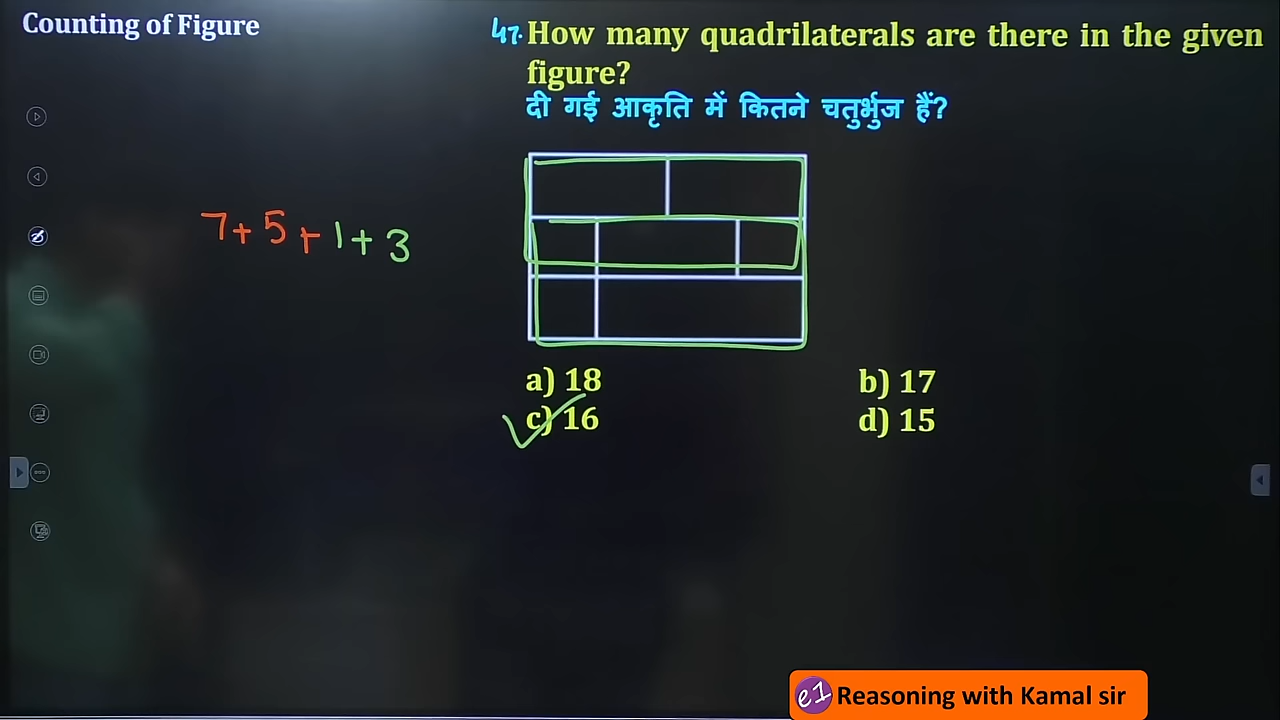 Counting of Figure
47. How many quadrilaterals are there in the given
figure?
दी गई आकृति में कितने चतुर्भुज हैं?
7+5+1+3
a) 18
b) 17
c) 16
d) 15
e1 Reasoning with Kamal sir